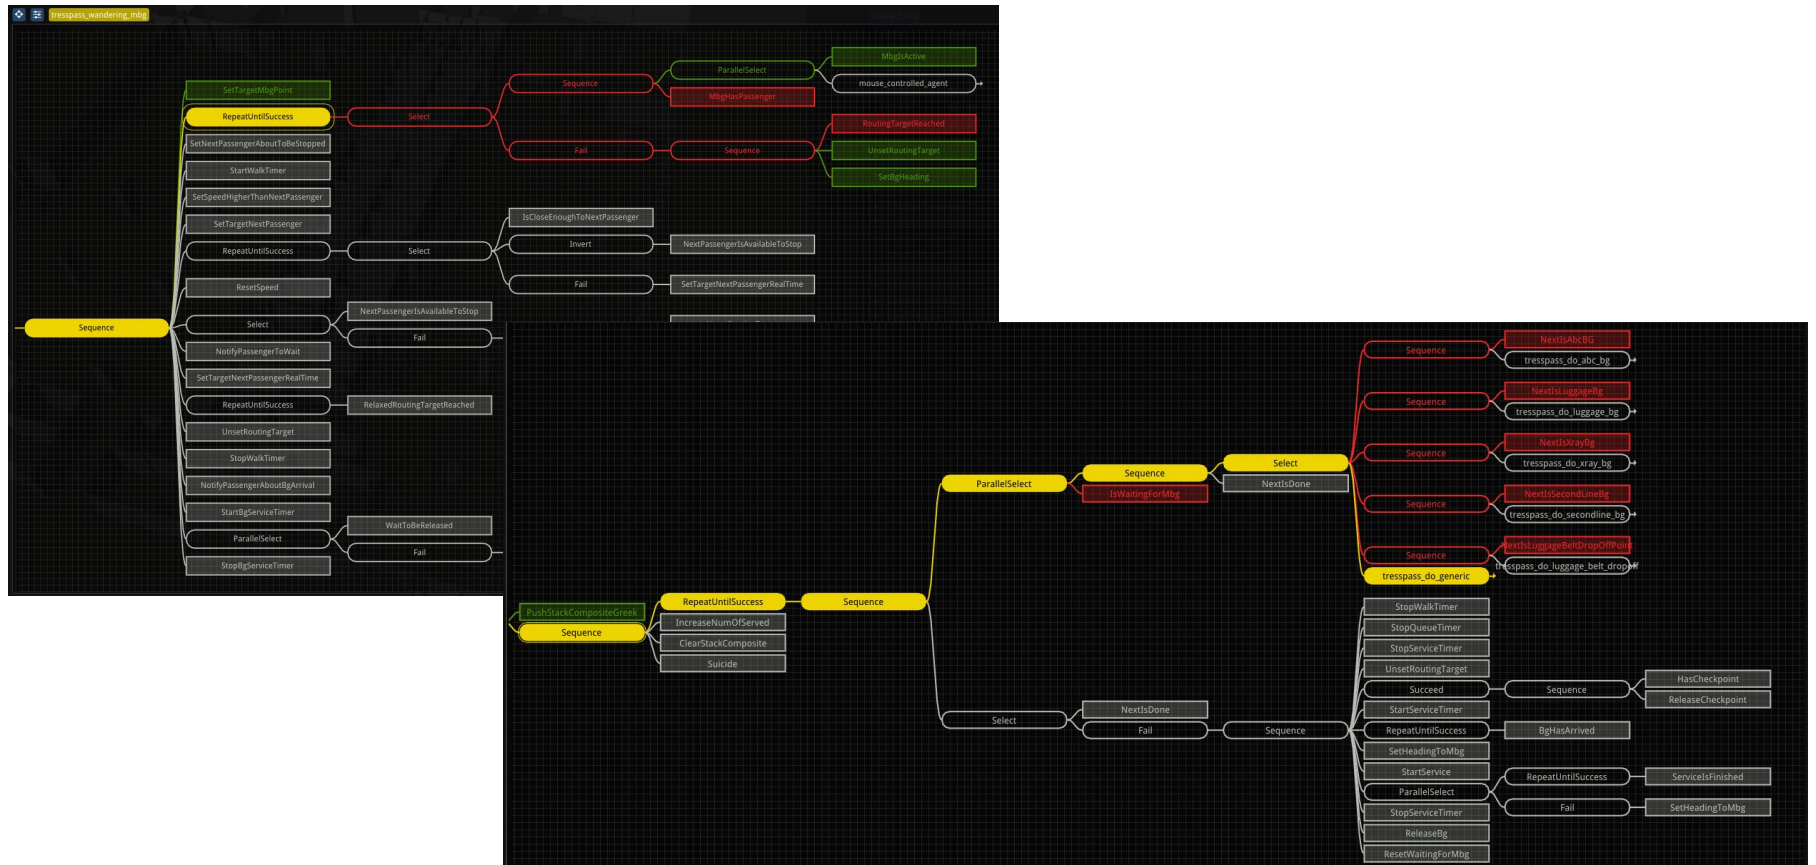 tresspass_wandering_mbg
SetTargetMbgPoint
RepeatUntilSuccess
Select
Sequence
ParallelSelect
MbgIsActive
mouse_controlled_agent
MbgHasPassenger
Fail
Sequence
RoutingTargetReached
UnsetRoutingTarget
SetBgHeading
SetNextPassengerAboutToBeStopped
StartWalkTimer
SetSpeedHigherThanNextPassenger
SetTargetNextPassenger
RepeatUntilSuccess
Select
IsCloseEnoughToNextPassenger
Invert
NextPassengerIsAvailableToStop
Fail
SetTargetNextPassengerRealTime
ResetSpeed
Sequence
Select
NextPassengerIsAvailableToStop
Fail
NotifyPassengerToWait
SetTargetNextPassengerRealTime
RepeatUntilSuccess
RelaxedRoutingTargetReached
UnsetRoutingTarget
StopWalkTimer
NotifyPassengerAboutBgArrival
StartBgServiceTimer
ParallelSelect
WaitToBeReleased
Fail
StopBgServiceTimer
PushStackCompositeGreek
Sequence
RepeatUntilSuccess
Sequence
IncreaseNumOfServed
ClearStackComposite
Suicide
ParallelSelect
Sequence
IsWaitingForMbg
Select
NextIsDone
Sequence
NextIsAbcBG
tresspass_do_abc_bg
Sequence
NextIsLuggageBg
tresspass_do_luggage_bg
Sequence
NextIsXrayBg
tresspass_do_xray_bg
Sequence
NextIsSecondLineBg
tresspass_do_secondline_bg
Sequence
NextIsLuggageBeltDropOffPoint
tresspass_do_luggage_belt_dropoff
tresspass_do_generic
Select
NextIsDone
Fail
Sequence
StopWalkTimer
StopQueueTimer
StopServiceTimer
UnsetRoutingTarget
Succeed
Sequence
HasCheckpoint
ReleaseCheckpoint
StartServiceTimer
RepeatUntilSuccess
BgHasArrived
SetHeadingToMbg
StartService
ParallelSelect
RepeatUntilSuccess
ServiceIsFinished
Fail
SetHeadingToMbg
StopServiceTimer
ReleaseBg
ResetWaitingForMbg